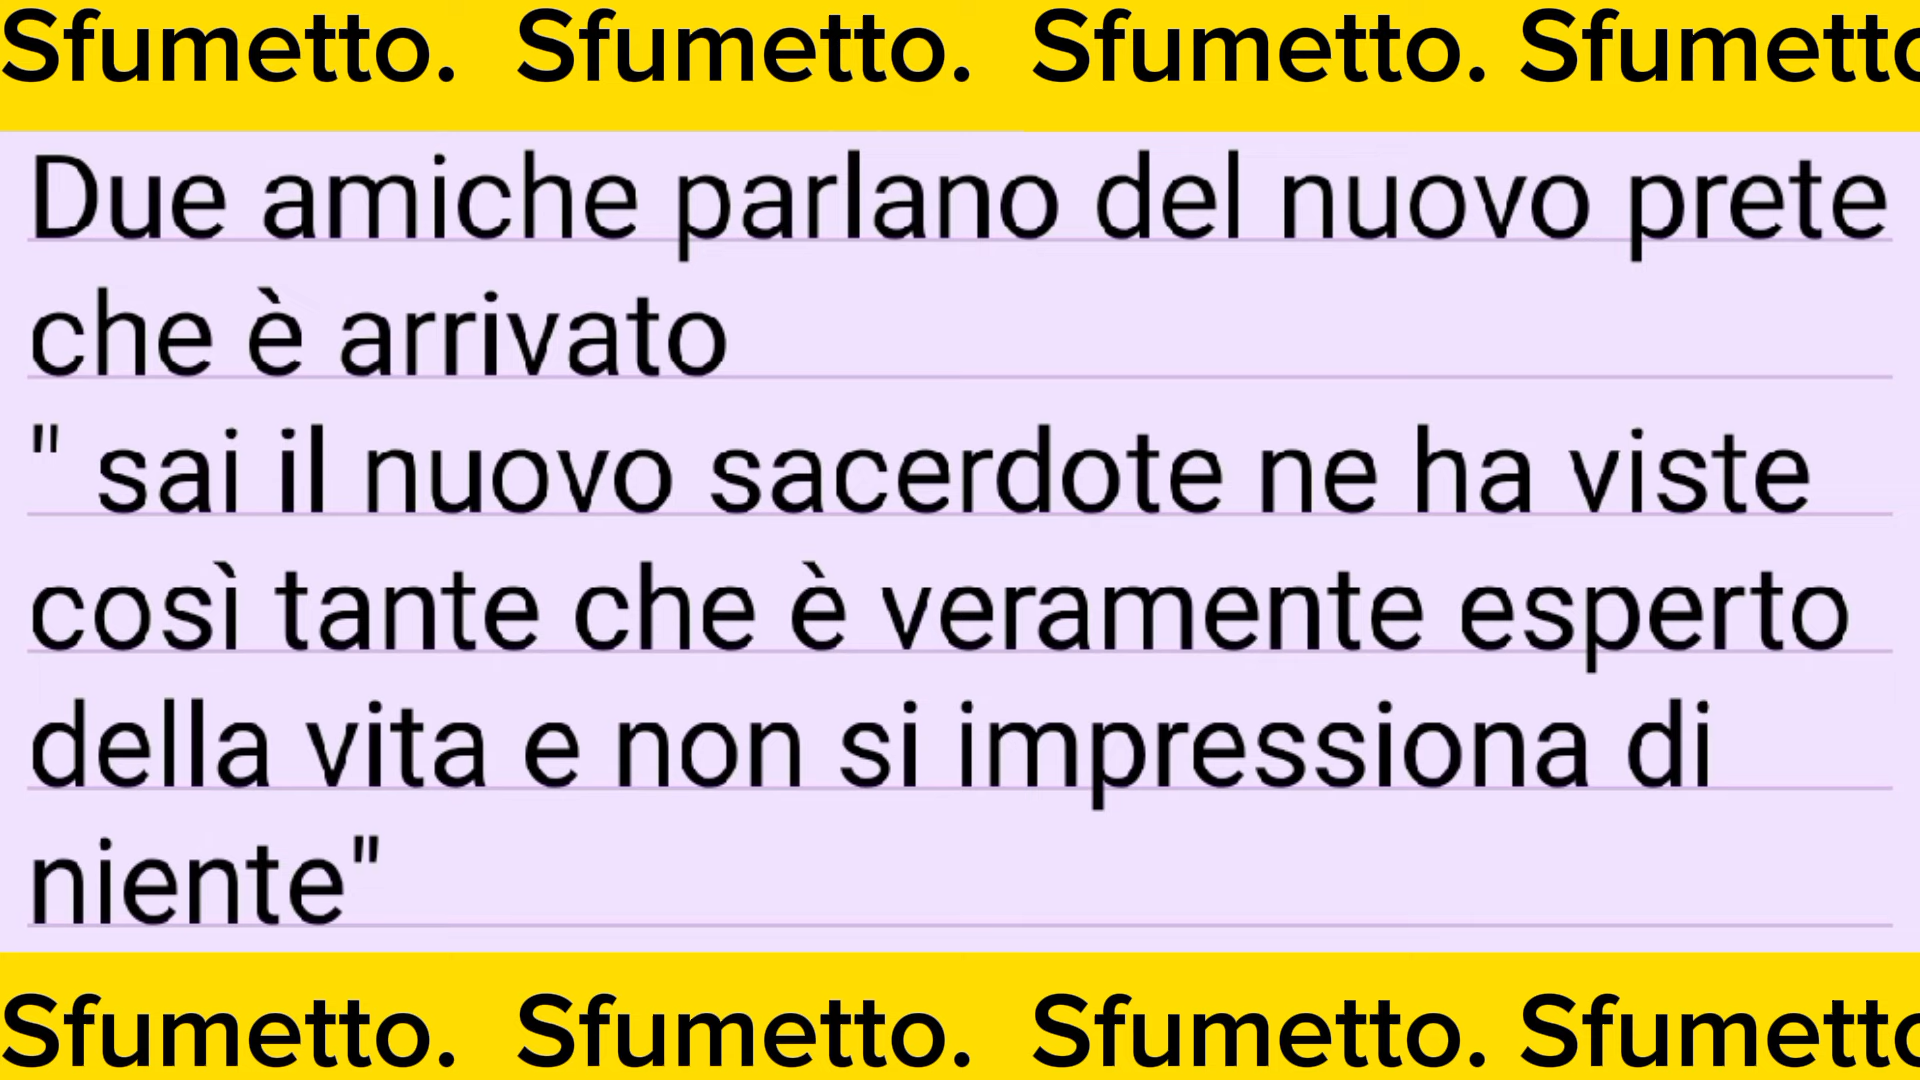 Sfumetto. Sfumetto. Sfumetto. Sfumetto
Due amiche parlano del nuovo prete
che è arrivato
" sai il nuovo sacerdote ne ha viste
così tante che è veramente esperto
della vita e non si impressiona di
niente"
Sfumetto. Sfumetto. Sfumetto. Sfumetto